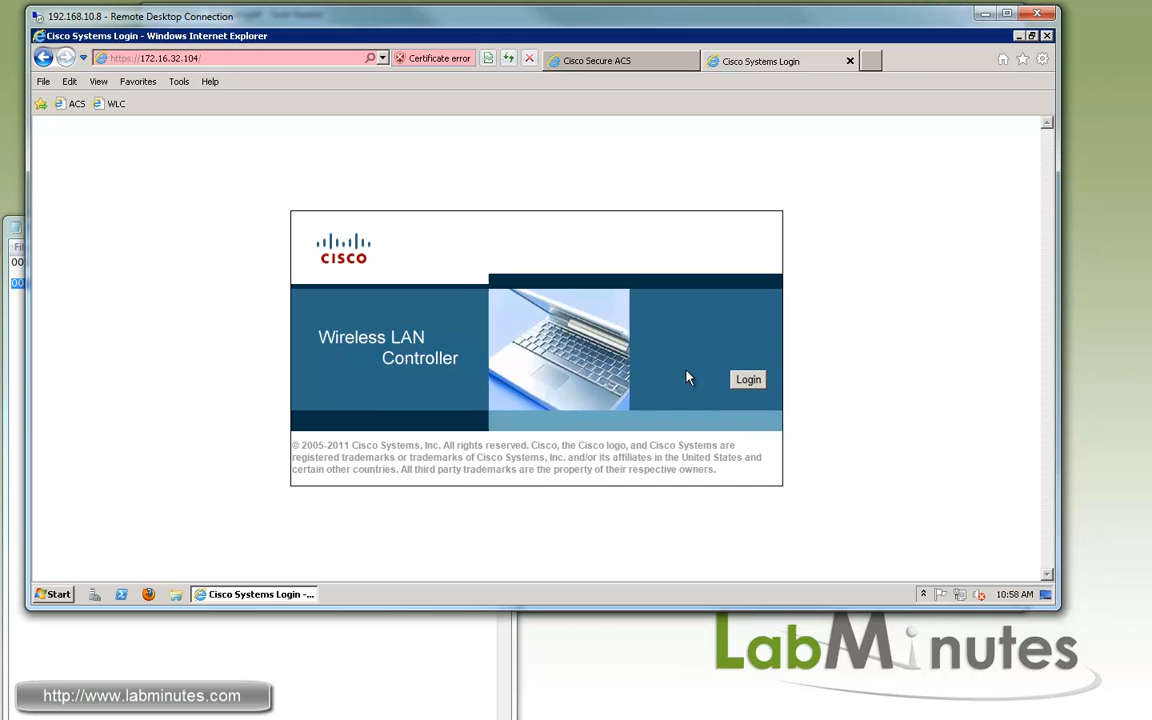 192.168.10.8 - Remote Desktop Connection
Cisco Systems Login - Windows Internet Explorer
https://172.16.32.104/
Certificate error
Cisco Secure ACS
Cisco Systems Login
File Edit View Favorites Tools Help
ACS WLC
CISCO
Wireless LAN
Controller
Login
© 2005-2011 Cisco Systems, Inc. All rights reserved. Cisco, the Cisco logo, and Cisco Systems are
registered trademarks or trademarks of Cisco Systems, Inc. and/or its affiliates in the United States and
certain other countries. All third party trademarks are the property of their respective owners.
Start
Cisco Systems Login -...
10:58 AM
LabMinutes
http://www.labminutes.com